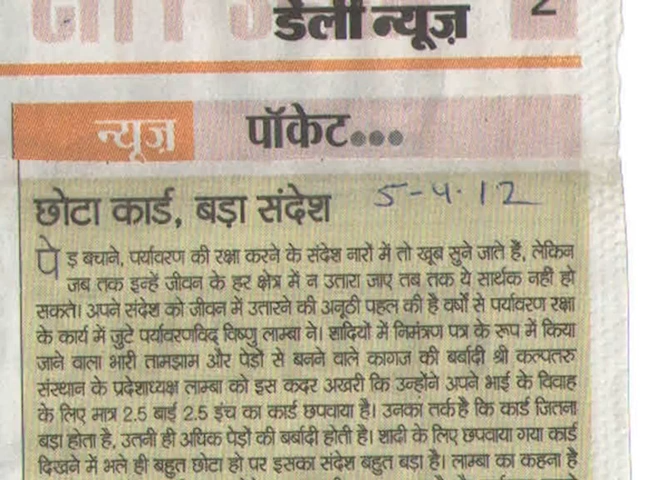 डेली न्यूज़ 2
न्यूज़ पॉकेट...
छोटा कार्ड, बड़ा संदेश 5-4.12
पेड़ बचाने, पर्यावरण की रक्षा करने के संदेश नारों में तो खूब सुने जाते हैं, लेकिन
जब तक इन्हें जीवन के हर क्षेत्र में न उतारा जाए तब तक ये सार्थक नही हो
सकते। अपने संदेश को जीवन में उतारने की अनूठी पहल की है वर्षों से पर्यावरण रक्षा
के कार्य में जुटे पर्यावरणविद् विष्णु लाम्बा ने। शादियों में निमंत्रण पत्र के रूप में किया
जाने वाला भारी तामझाम और पेड़ों से बनने वाले कागज की बर्बादी श्री कल्पतरु
संस्थान के प्रदेशाध्यक्ष लाम्बा को इस कदर अखरी कि उन्होंने अपने भाई के विवाह
के लिए मात्र 2.5 बाई 2.5 इंच का कार्ड छपवाया है। उनका तर्क है कि कार्ड जितना
बड़ा होता है, उतनी ही अधिक पेड़ों की बर्बादी होती है। शादी के लिए छपवाया गया कार्ड
दिखने में भले ही बहुत छोटा हो पर इसका संदेश बहुत बड़ा है। लाम्बा का कहना है